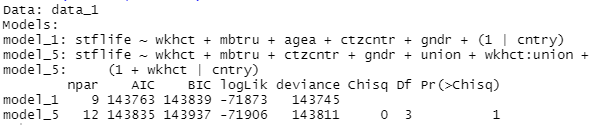 Data: data_1
Models:
model_1: stflife ~ wkhct + mbtru + agea + ctzcntr + gndr + (1 | cntry)
model_5: stflife ~ wkhct + mbtru + ctzcntr + gndr + union + wkhct:union +
model_5:     (1 + wkhct | cntry)
        npar    AIC    BIC logLik deviance Chisq Df Pr(>Chisq)
model_1    9 143763 143839 -71873   143745
model_5   12 143835 143937 -71906   143811     0  3          1